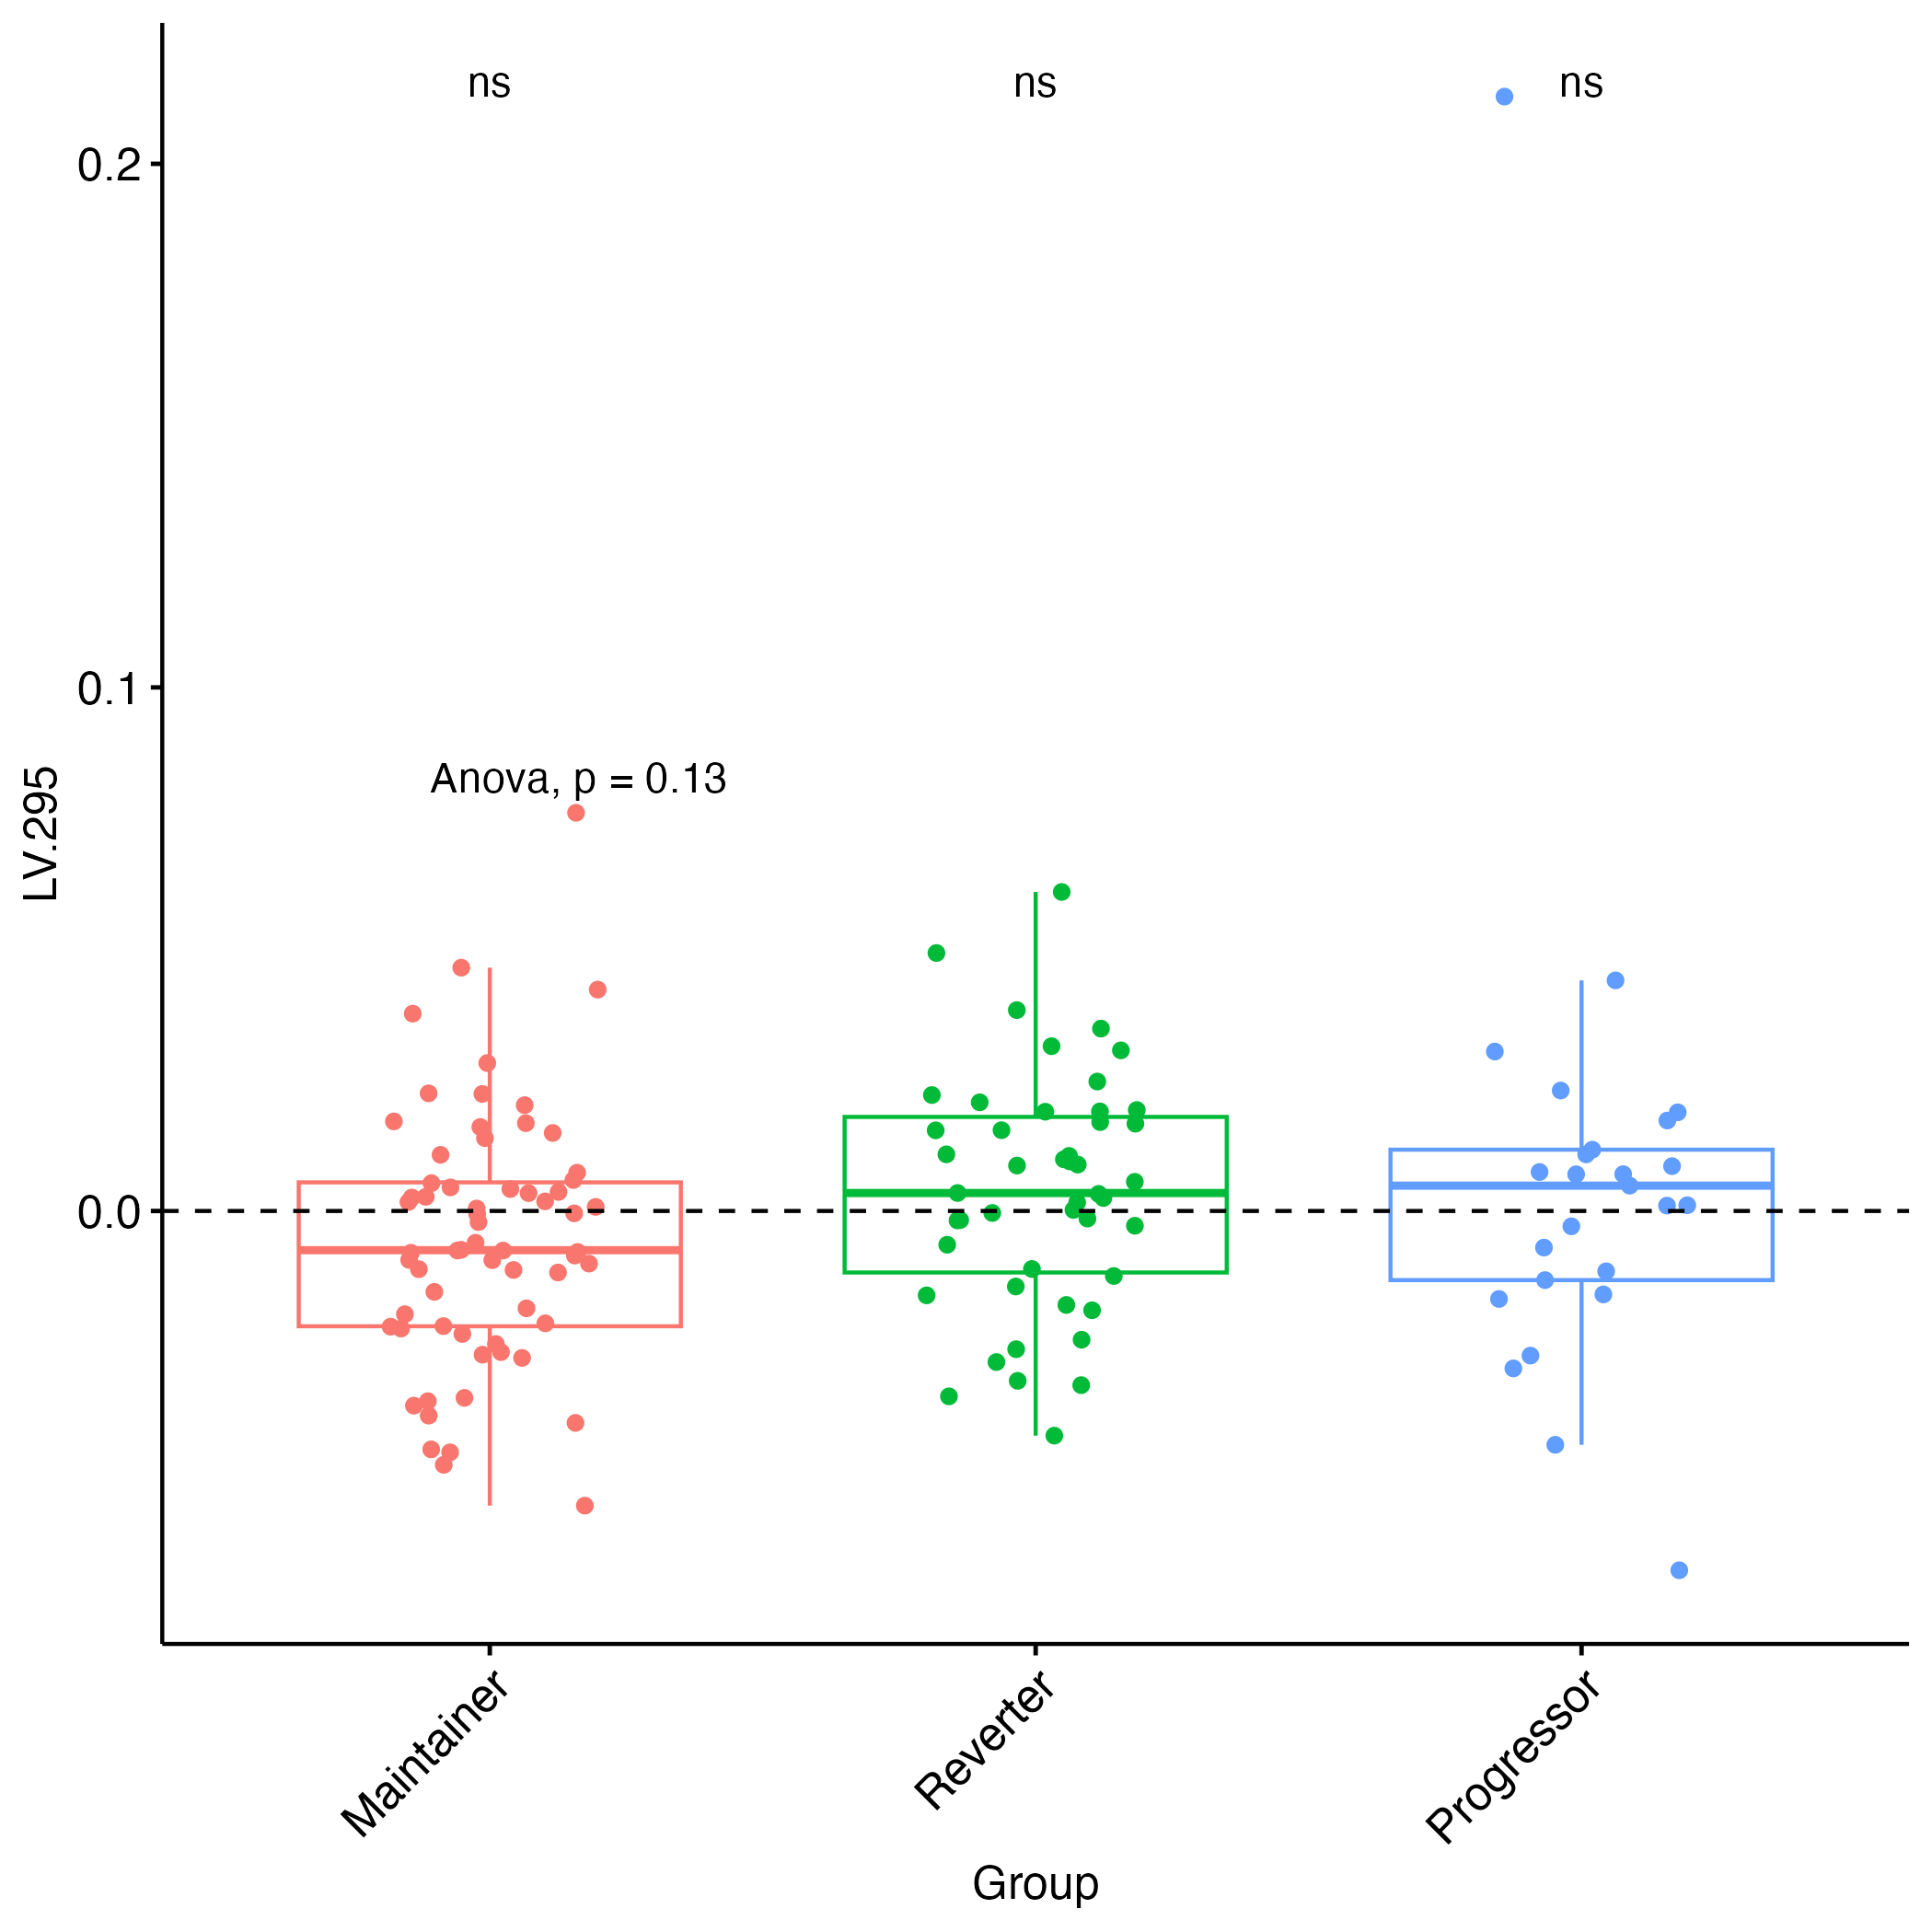 ns
ns
ns
0.2
0.1
Anova, p = 0.13
LV.295
0.0
Maintainer
Reverter
Progressor
Group